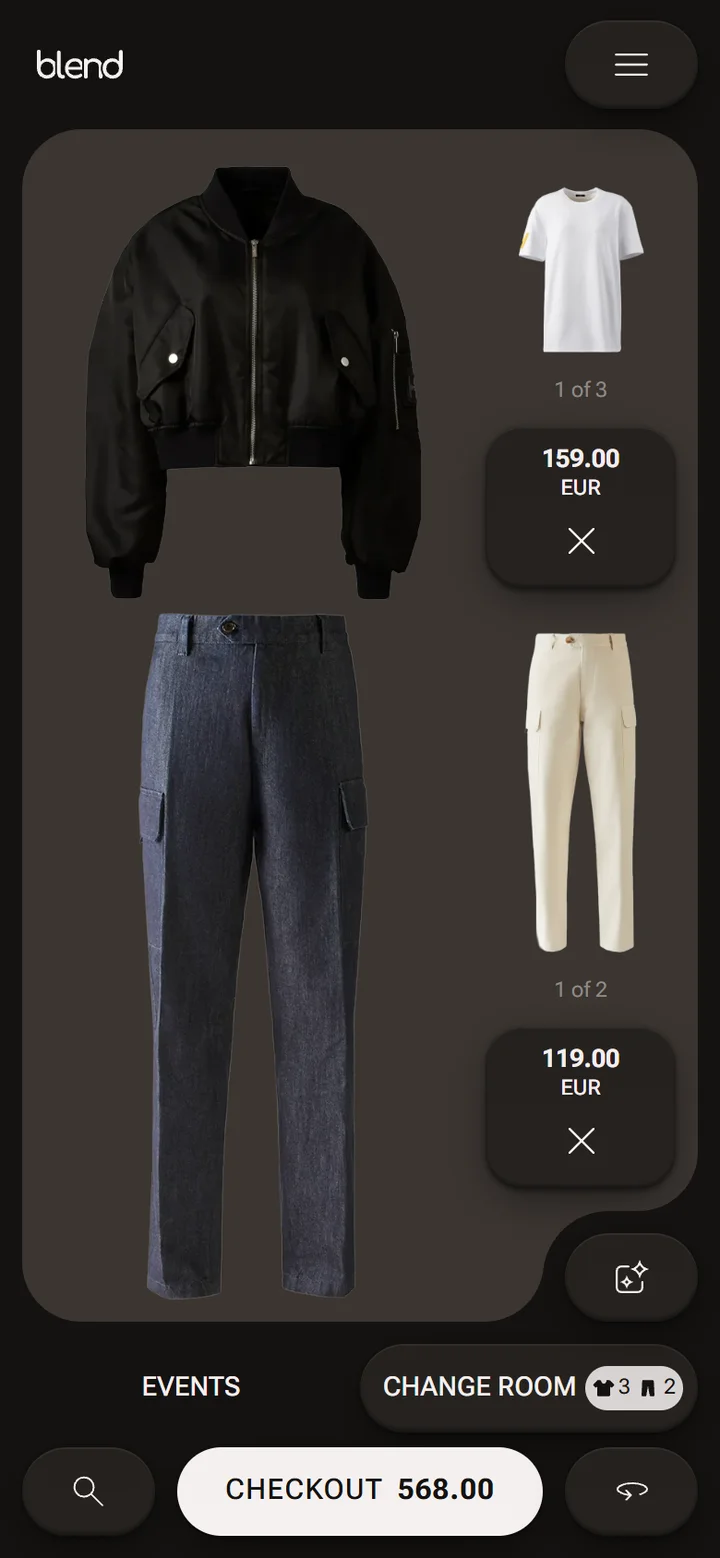 blend
1 of 3
159.00
EUR
1 of 2
119.00
EUR
EVENTS
CHANGE ROOM 3 2
CHECKOUT 568.00